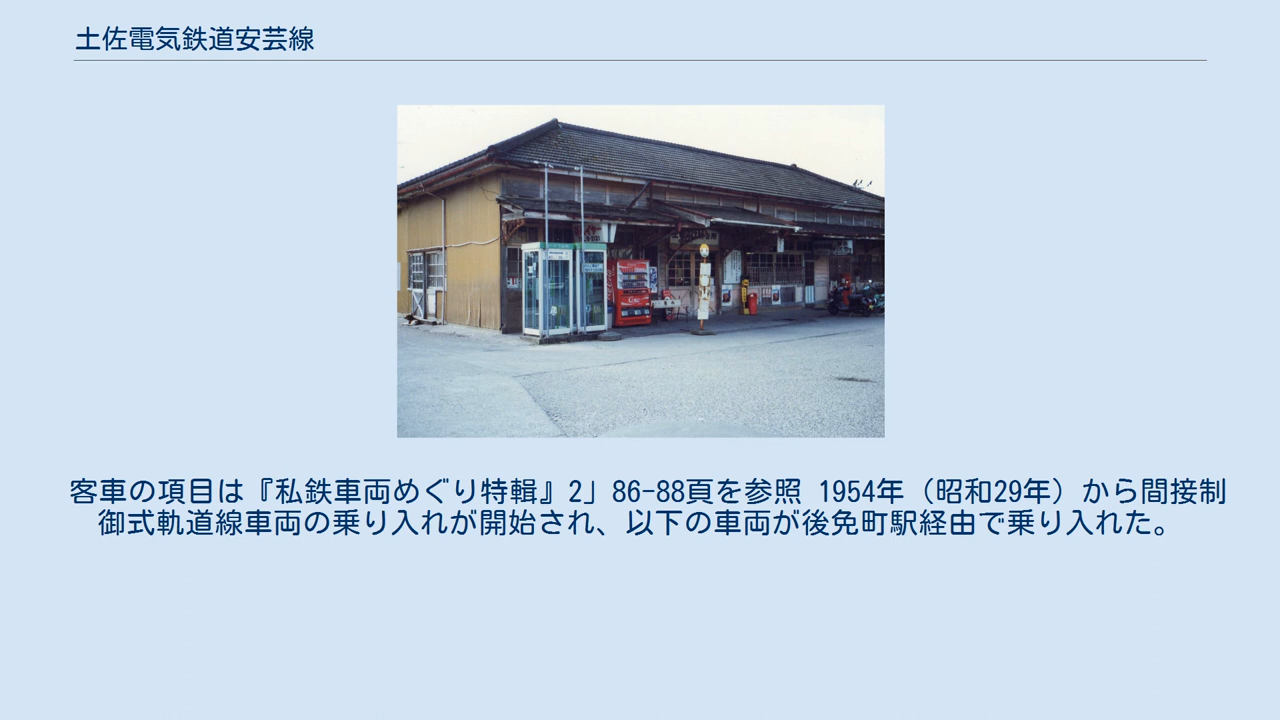 土佐電気鉄道安芸線
客車の項目は『私鉄車両めぐり特輯』2」86-88頁を参照 1954年（昭和29年）から間接制
御式軌道線車両の乗り入れが開始され、以下の車両が後免町駅経由で乗り入れた。